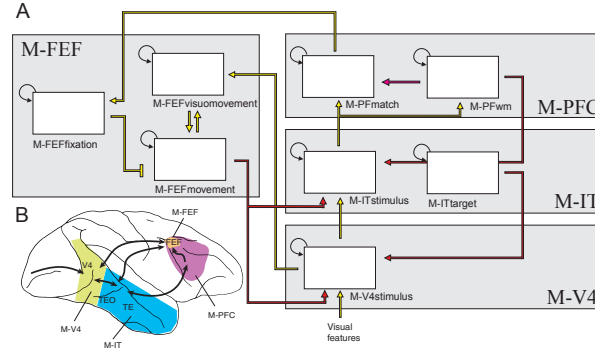 A
M-FEF
M-FEFvisuomovement
M-FEFfixation
M-FEFmovement
M-PFmatch
M-PFwm
M-PFC
M-ITstimulus
M-ITtarget
M-IT
M-V4stimulus
M-V4
Visual
features
B
M-FEF
FEF
V4
TEO
TE
M-V4
M-IT
M-PFC